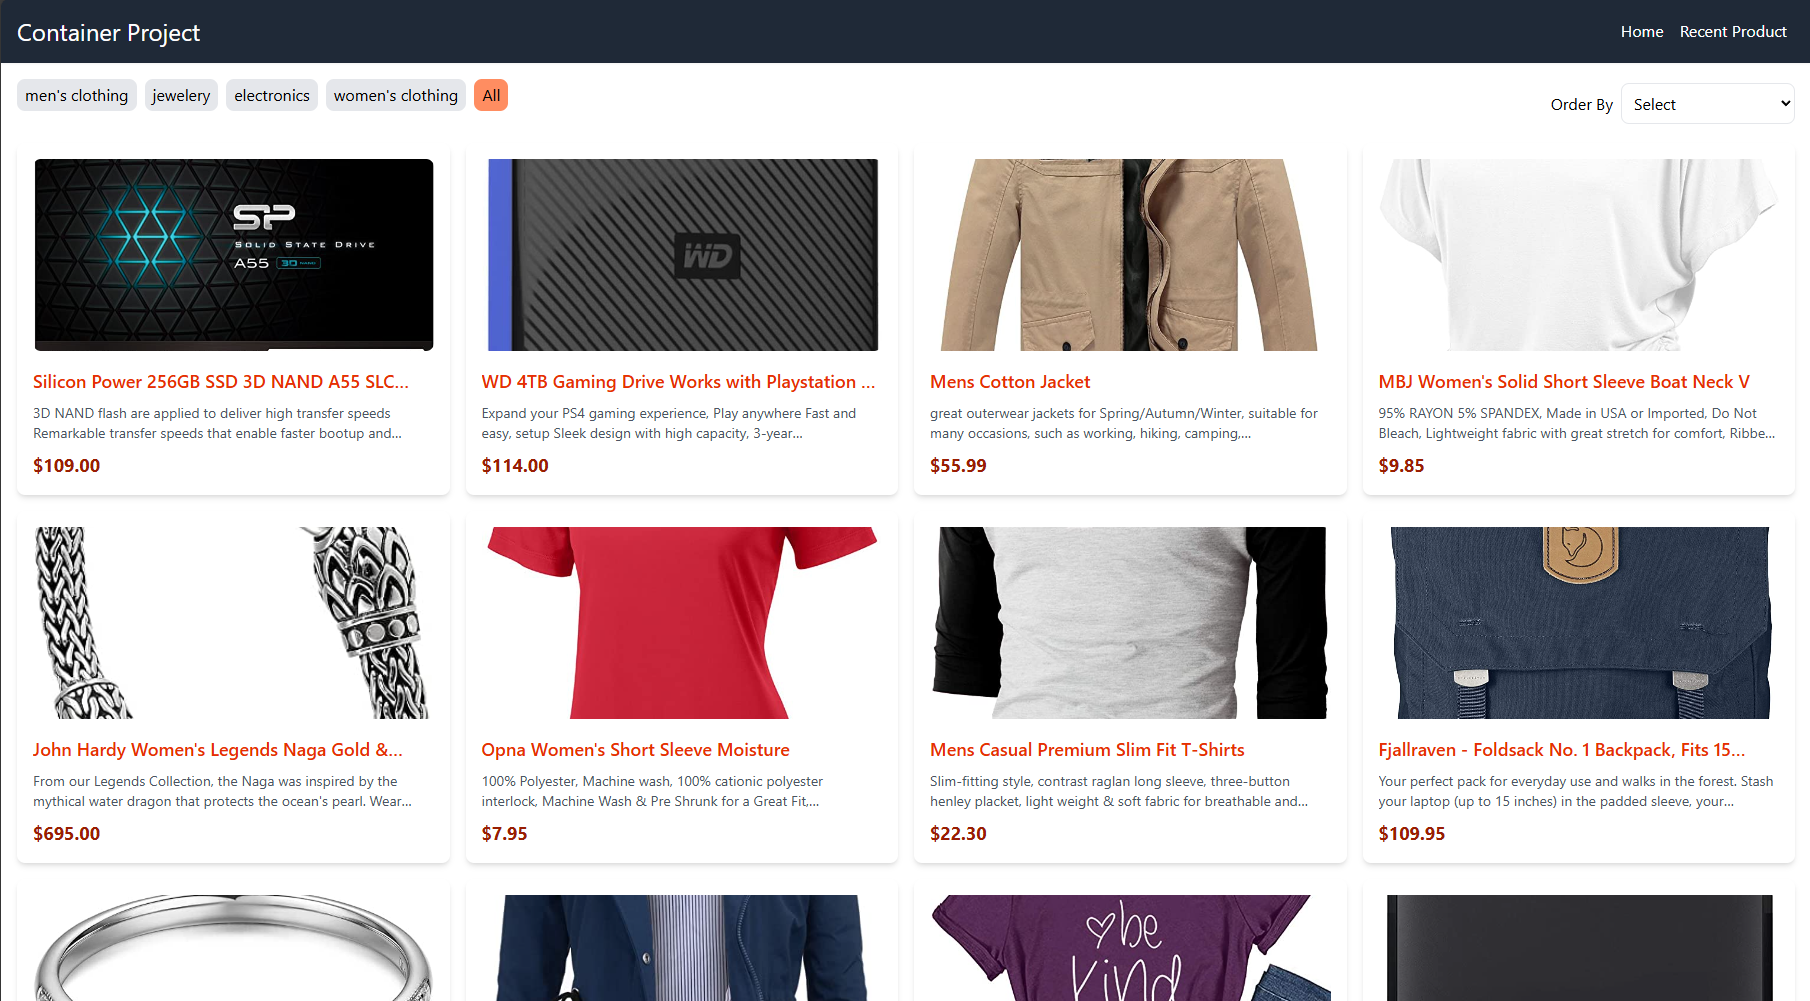 Container Project
Home
Recent Product
men's clothing
jewelery
electronics
women's clothing
All
Order By
Select
SP
SOLID STATE DRIVE
A55
3D NAND
WD
Silicon Power 256GB SSD 3D NAND A55 SLC...
3D NAND flash are applied to deliver high transfer speeds
Remarkable transfer speeds that enable faster bootup and...
$109.00
WD 4TB Gaming Drive Works with Playstation ...
Expand your PS4 gaming experience, Play anywhere Fast and
easy, setup Sleek design with high capacity, 3-year...
$114.00
Mens Cotton Jacket
great outerwear jackets for Spring/Autumn/Winter, suitable for
many occasions, such as working, hiking, camping,...
$55.99
MBJ Women's Solid Short Sleeve Boat Neck V
95% RAYON 5% SPANDEX, Made in USA or Imported, Do Not
Bleach, Lightweight fabric with great stretch for comfort, Ribbe...
$9.85
John Hardy Women's Legends Naga Gold &...
From our Legends Collection, the Naga was inspired by the
mythical water dragon that protects the ocean's pearl. Wear...
$695.00
Opna Women's Short Sleeve Moisture
100% Polyester, Machine wash, 100% cationic polyester
interlock, Machine Wash & Pre Shrunk for a Great Fit,...
$7.95
Mens Casual Premium Slim Fit T-Shirts
Slim-fitting style, contrast raglan long sleeve, three-button
henley placket, light weight & soft fabric for breathable and...
$22.30
Fjallraven - Foldsack No. 1 Backpack, Fits 15...
Your perfect pack for everyday use and walks in the forest. Stash
your laptop (up to 15 inches) in the padded sleeve, your...
$109.95
be
kind